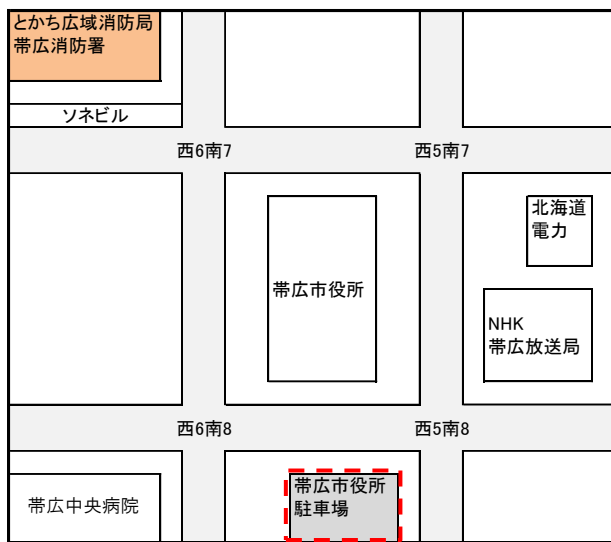 とかち広域消防局
帯広消防署
ソネビル
西6南7
西5南7
北海道
電力
帯広市役所
NHK
帯広放送局
西6南8
西5南8
帯広中央病院
帯広市役所
駐車場